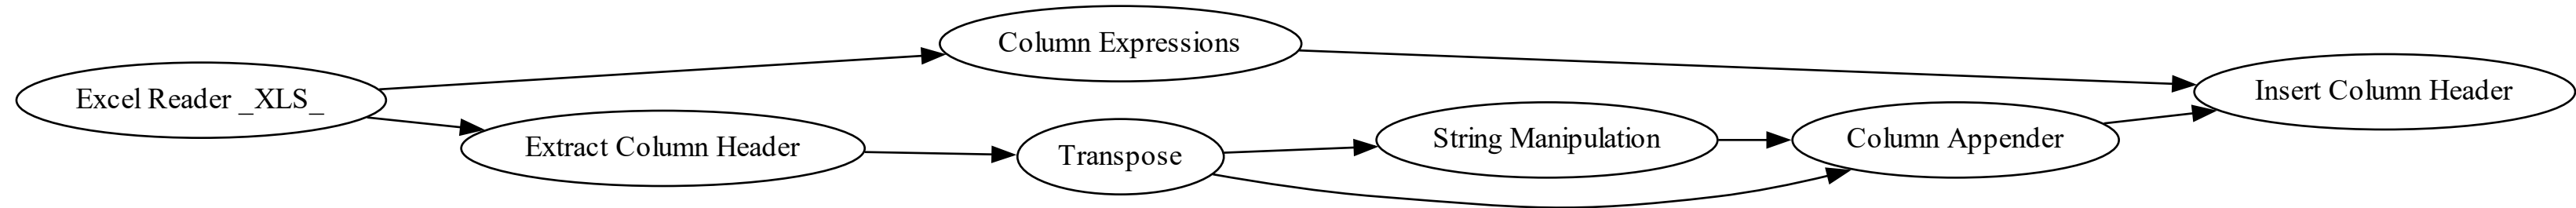 Excel Reader _XLS_
Column Expressions
Extract Column Header
Transpose
String Manipulation
Column Appender
Insert Column Header